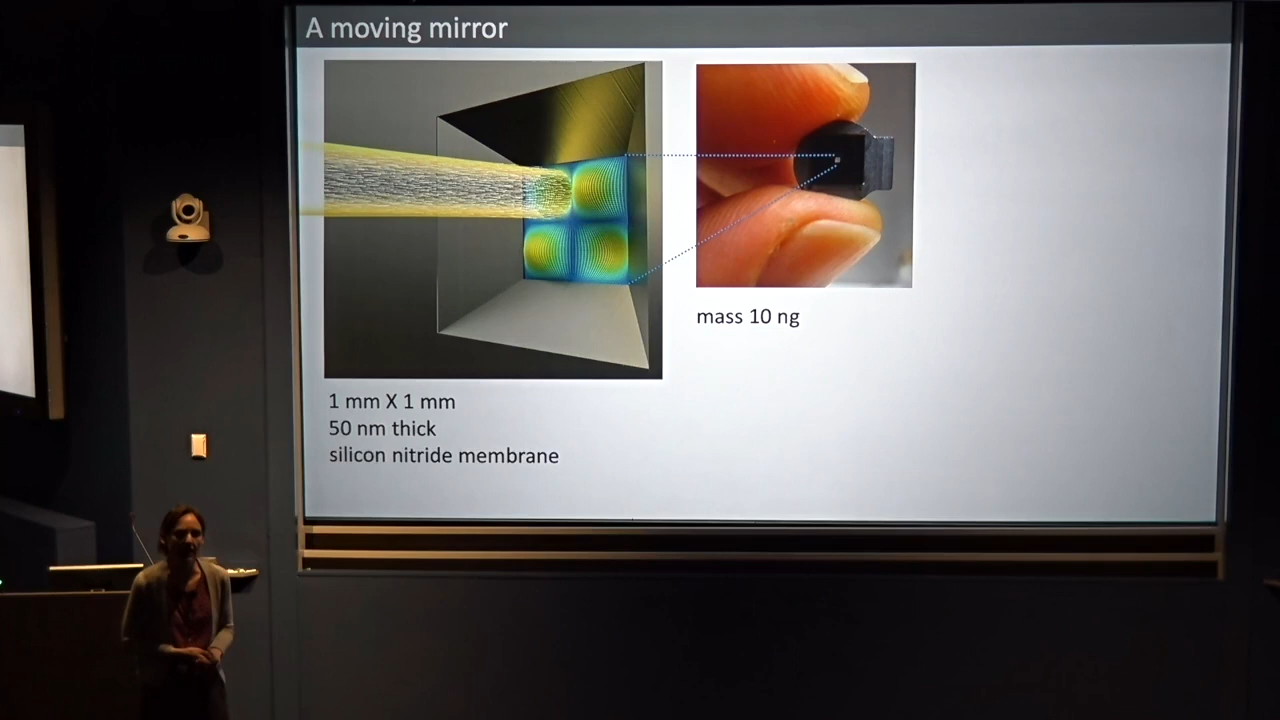 A moving mirror
mass 10 ng
1 mm X 1 mm
50 nm thick
silicon nitride membrane